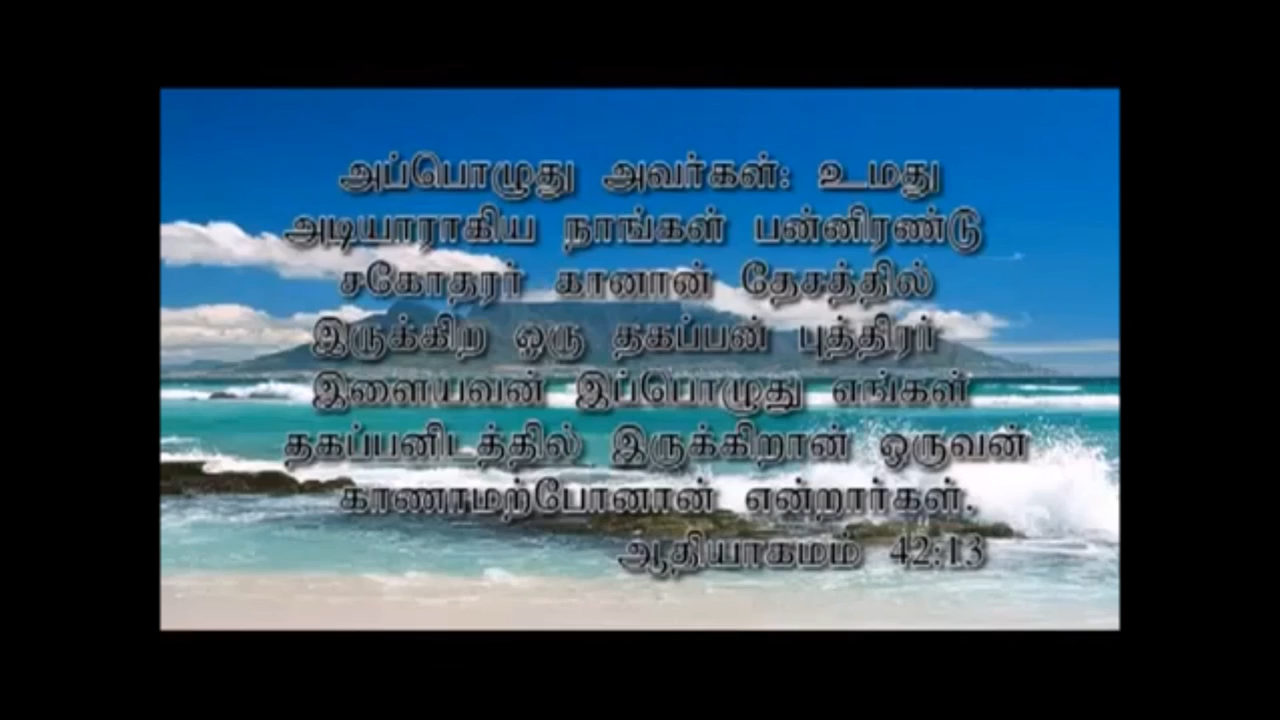 அப்பொழுது அவர்கள்: உமது
அடியாராகிய நாங்கள் பன்னிரண்டு
சகோதரர் கானான் தேசத்தில்
இருக்கிற ஒரு தகப்பன் புத்திரர்
இளையவன் இப்பொழுது எங்கள்
தகப்பனிடத்தில் இருக்கிறான் ஒருவன்
காணாமற்போனான் என்றார்கள்.
ஆதியாகமம் 42:13